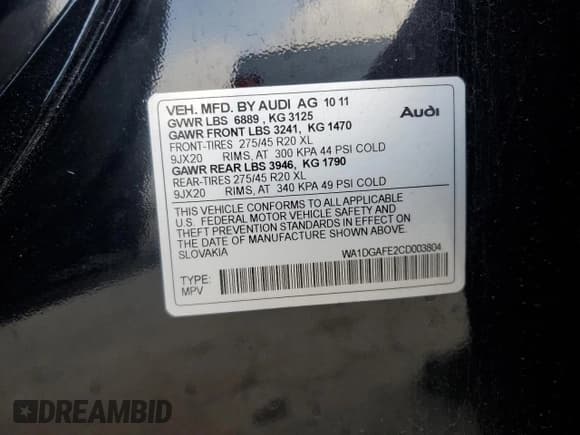 VEH. MFD. BY AUDI AG 10 11
Audi
GVWR LBS 6889 , KG 3125
GAWR FRONT LBS 3241, KG 1470
FRONT-TIRES 275/45 R20 XL
9JX20 RIMS, AT 300 KPA 44 PSI COLD
GAWR REAR LBS 3946, KG 1790
REAR-TIRES 275/45 R20 XL
9JX20 RIMS, AT 340 KPA 49 PSI COLD
THIS VEHICLE CONFORMS TO ALL APPLICABLE
U.S. FEDERAL MOTOR VEHICLE SAFETY AND
THEFT PREVENTION STANDARDS IN EFFECT ON
THE DATE OF MANUFACTURE SHOWN ABOVE.
SLOVAKIA
WA1DGAFE2CD003804
TYPE:
MPV
DREAMBID